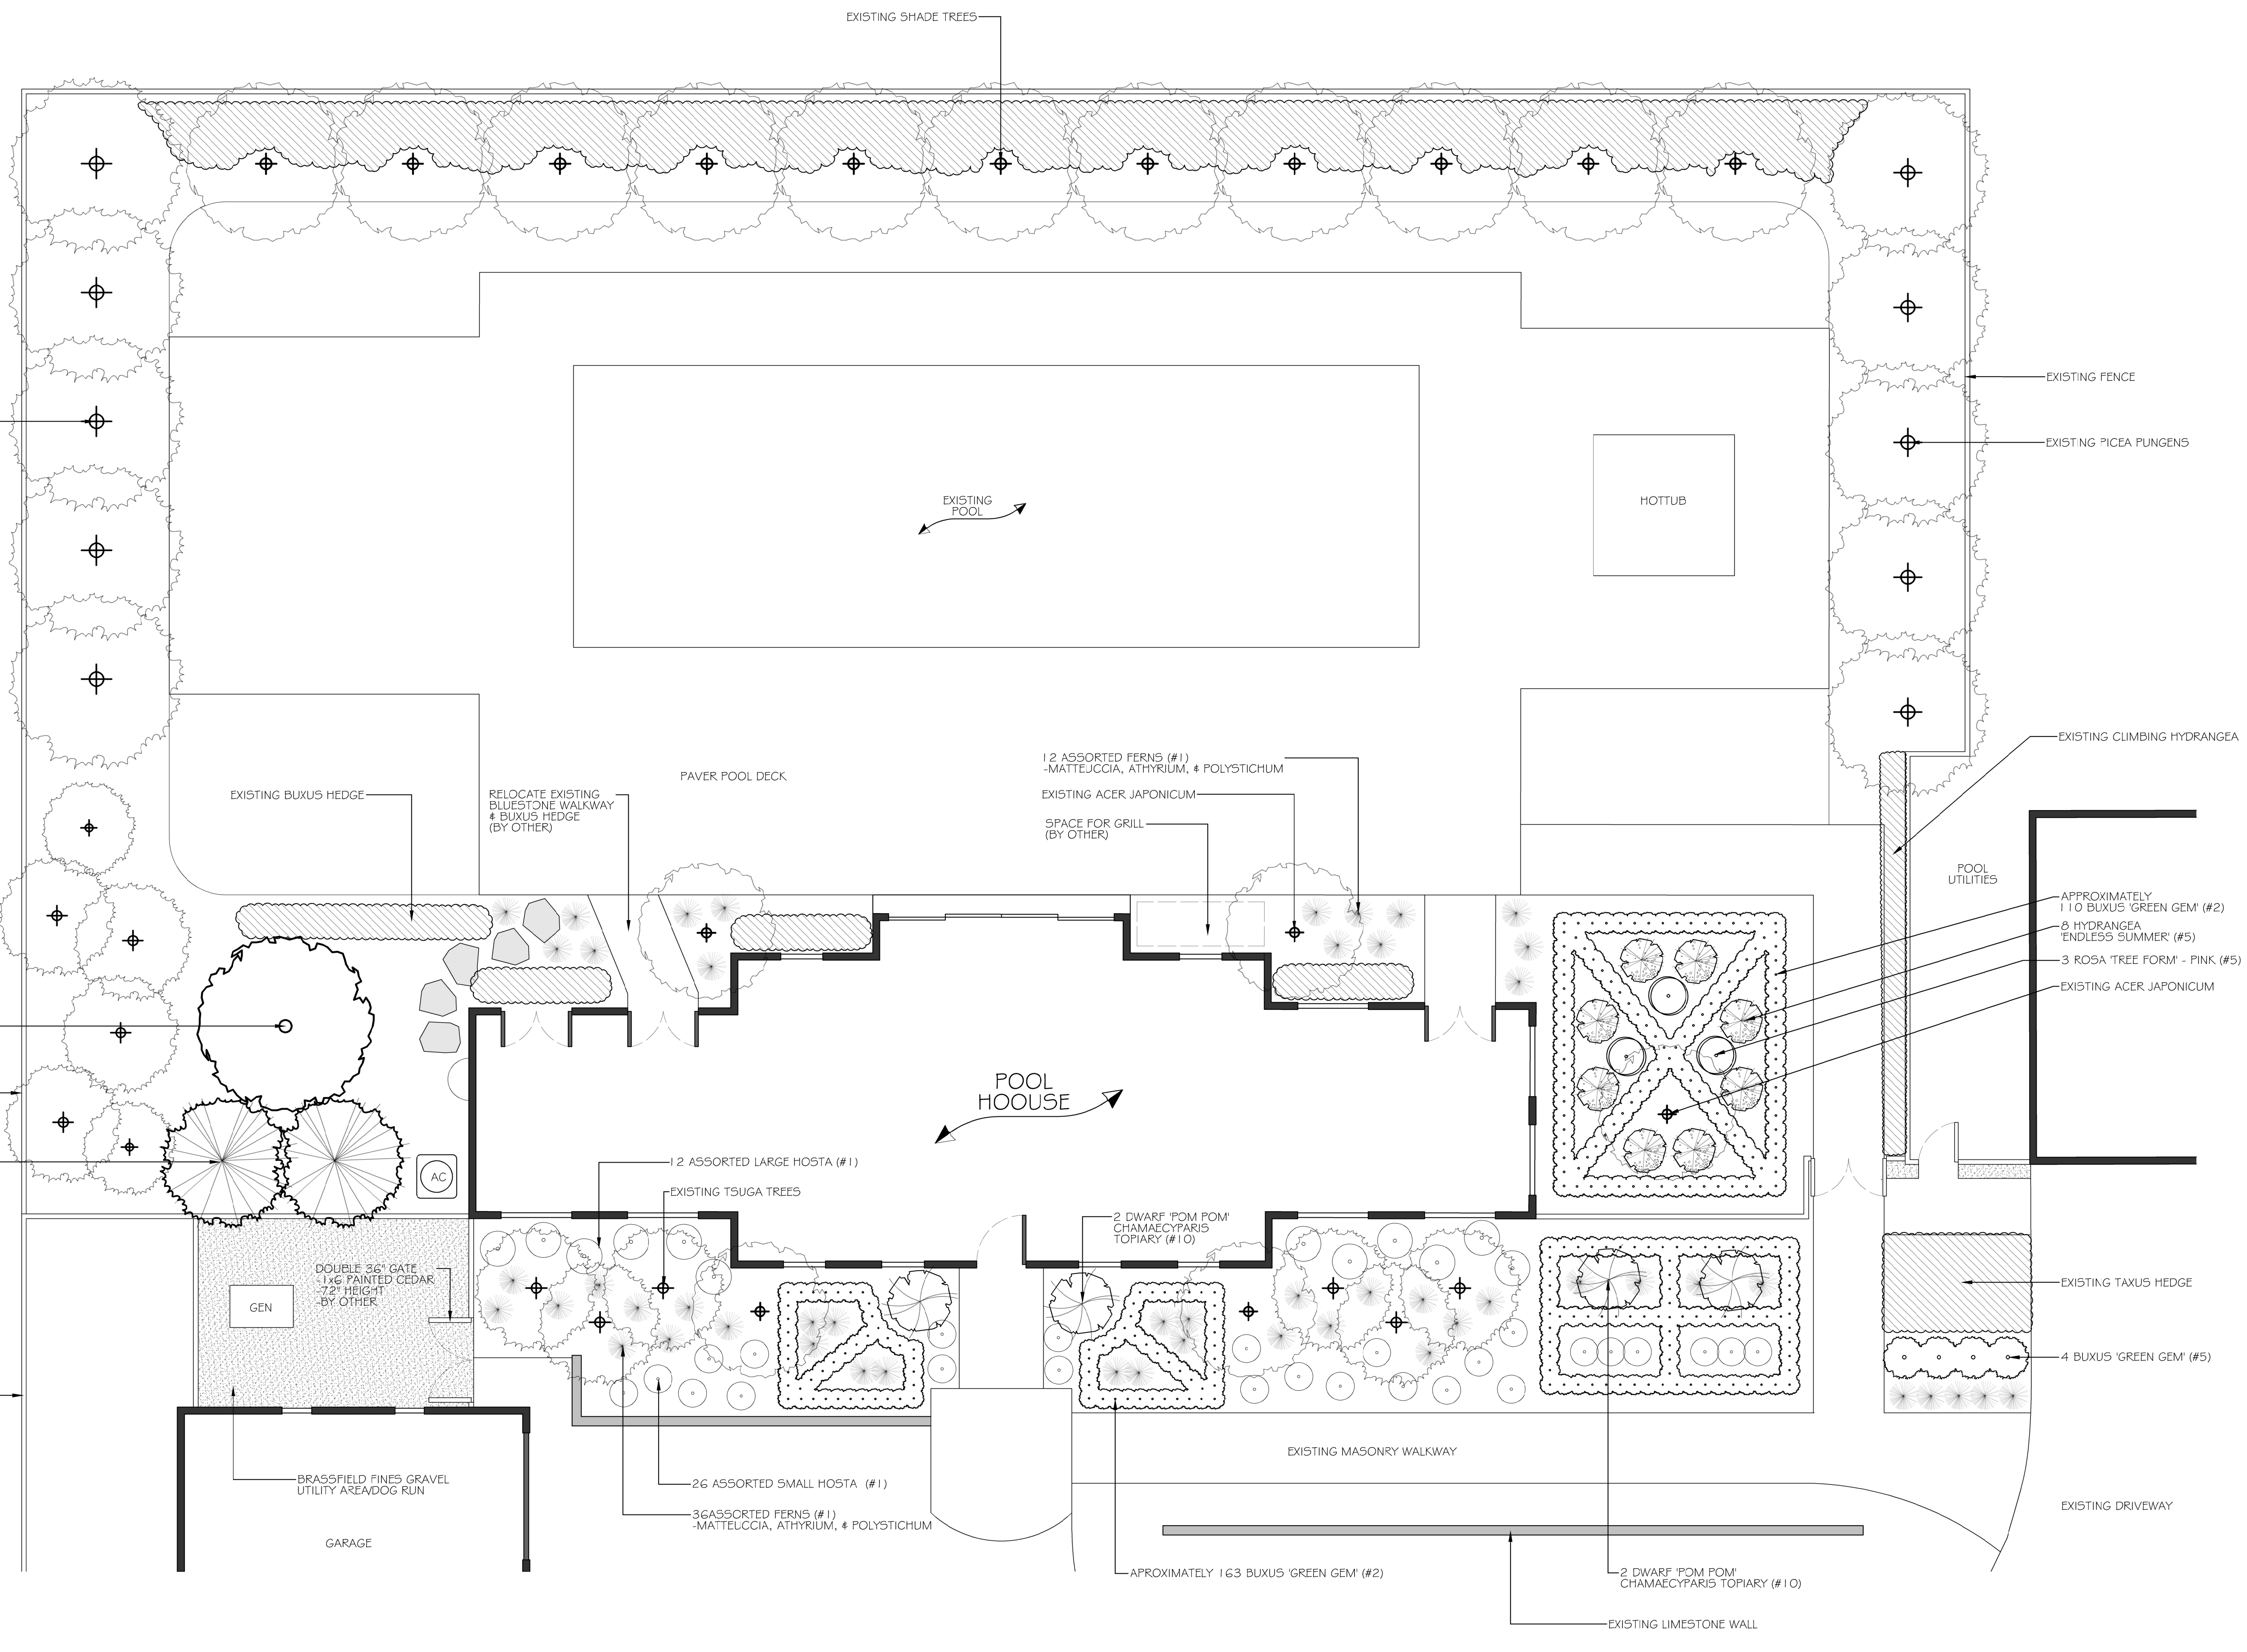 EXISTING SHADE TREES
EXISTING FENCE
EXISTING PICEA PUNGENS
EXISTING
POOL
HOTTUB
EXISTING CLIMBING HYDRANGEA
12 ASSORTED FERNS (#1)
-MATTEUCCIA, ATHYRIUM, & POLYSTICHUM
PAVER POOL DECK
EXISTING BUXUS HEDGE
RELOCATE EXISTING
BLUESTONE WALKWAY
& BUXUS HEDGE
(BY OTHER)
EXISTING ACER JAPONICUM
SPACE FOR GRILL
(BY OTHER)
POOL
UTILITIES
APPROXIMATELY
110 BUXUS 'GREEN GEM' (#2)
8 HYDRANGEA
'ENDLESS SUMMER' (#5)
3 ROSA 'TREE FORM' - PINK (#5)
EXISTING ACER JAPONICUM
POOL
HOOUSE
AC
12 ASSORTED LARGE HOSTA (#1)
EXISTING TSUGA TREES
2 DWARF 'POM POM'
CHAMAECYPARIS
TOPIARY (#10)
DOUBLE 36" GATE
-1x6 PAINTED CEDAR
-72" HEIGHT
-BY OTHER
GEN
EXISTING TAXUS HEDGE
4 BUXUS 'GREEN GEM' (#5)
EXISTING MASONRY WALKWAY
BRASSFIELD FINES GRAVEL
UTILITY AREA/DOG RUN
26 ASSORTED SMALL HOSTA (#1)
36ASSORTED FERNS (#1)
-MATTEUCCIA, ATHYRIUM, & POLYSTICHUM
EXISTING DRIVEWAY
GARAGE
APROXIMATELY 163 BUXUS 'GREEN GEM' (#2)
2 DWARF 'POM POM'
CHAMAECYPARIS TOPIARY (#10)
EXISTING LIMESTONE WALL